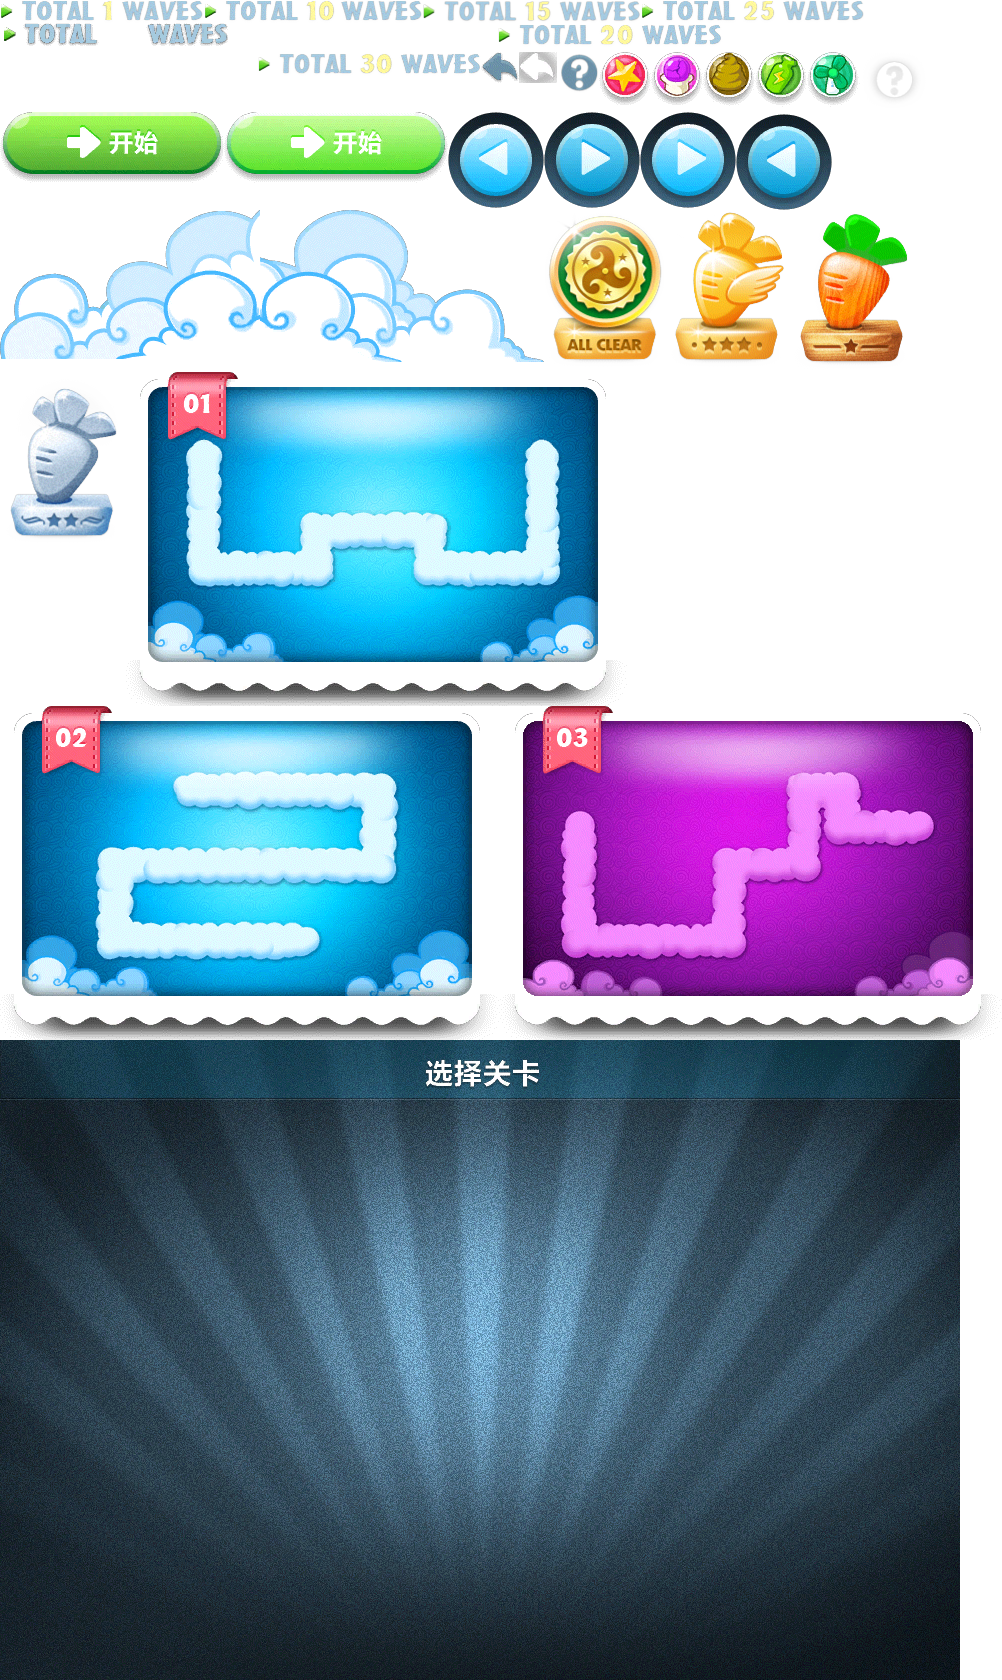 TOTAL 1 WAVES TOTAL 10 WAVES TOTAL 15 WAVES TOTAL 25 WAVES
TOTAL WAVES TOTAL 20 WAVES
TOTAL 30 WAVES ? ?
开始 开始
ALL CLEAR
01
02 03
选择关卡